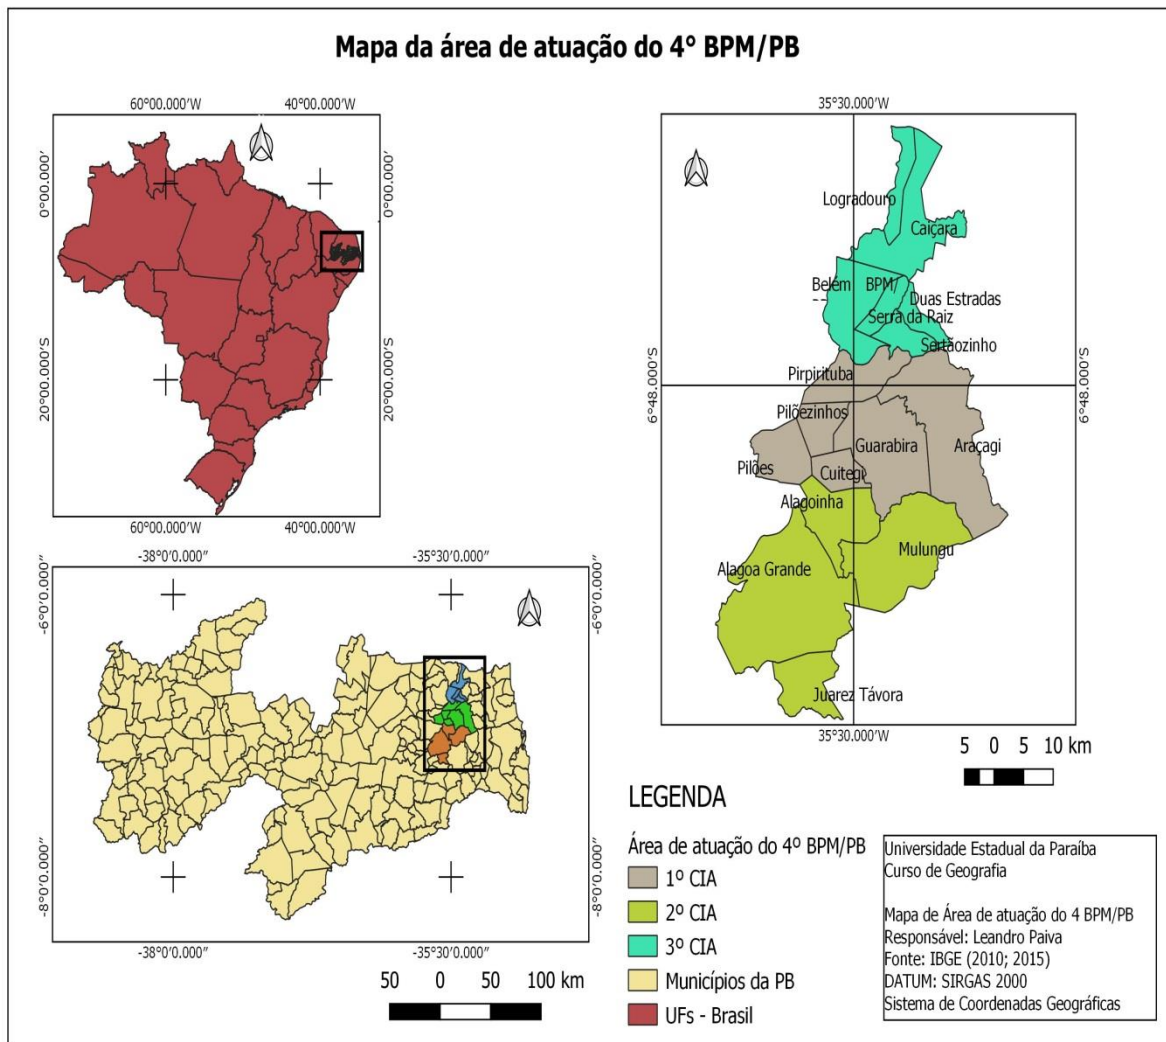 Mapa da área de atuação do 4° BPM/PB
60°00.000'W 40°00.000'W
0°00.000'
0°00.000'
20°00.000'S
20°00.000'S
60°00.000'W 40°00.000'W
35°30.000'W
Logradouro
Caiçara
Belém BPM/
--
Duas Estradas
Serra da Raiz
Sertãozinho
Pirpirituba
6°48.000'S
6°48.000'S
Pilõezinhos
Guarabira Araçagi
Pilões Cuitegi
Alagoinha
Mulungu
Alagoa Grande
Juarez Távora
35°30.000'W
5 0 5 10 km
-38°0'0.000" -35°30'0.000"
-6°0'0.000"
-6°0'0.000"
-8°0'0.000"
-8°0'0.000"
-38°0'0.000" -35°30'0.000"
50 0 50 100 km
LEGENDA
Área de atuação do 4º BPM/PB
1º CIA
2º CIA
3º CIA
Municípios da PB
UFs - Brasil
Universidade Estadual da Paraíba
Curso de Geografia
Mapa de Área de atuação do 4 BPM/PB
Responsável: Leandro Paiva
Fonte: IBGE (2010; 2015)
DATUM: SIRGAS 2000
Sistema de Coordenadas Geográficas